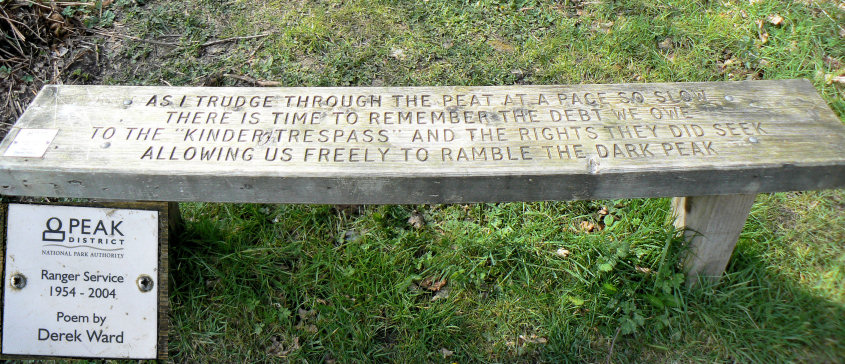 AS I TRUDGE THROUGH THE PEAT AT A PACE SO SLOW
THERE IS TIME TO REMEMBER THE DEBT WE OWE
TO THE "KINDER TRESPASS" AND THE RIGHTS THEY DID SEEK
ALLOWING US FREELY TO RAMBLE THE DARK PEAK
PEAK
DISTRICT
NATIONAL PARK AUTHORITY
Ranger Service
1954 - 2004
Poem by
Derek Ward